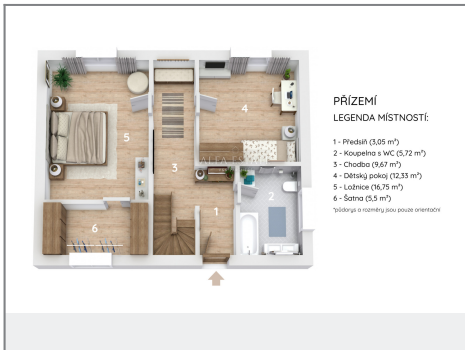 PŘÍZEMÍ
LEGENDA MÍSTNOSTÍ:
1 - Předsíň (3,05 m²)
2 - Koupelna s WC (5,72 m²)
3 - Chodba (9,67 m²)
4 - Dětský pokoj (12,33 m²)
5 - Ložnice (16,75 m²)
6 - Šatna (5,5 m²)
*půdorys a rozměry jsou pouze orientační
4
5
3
2
1
6